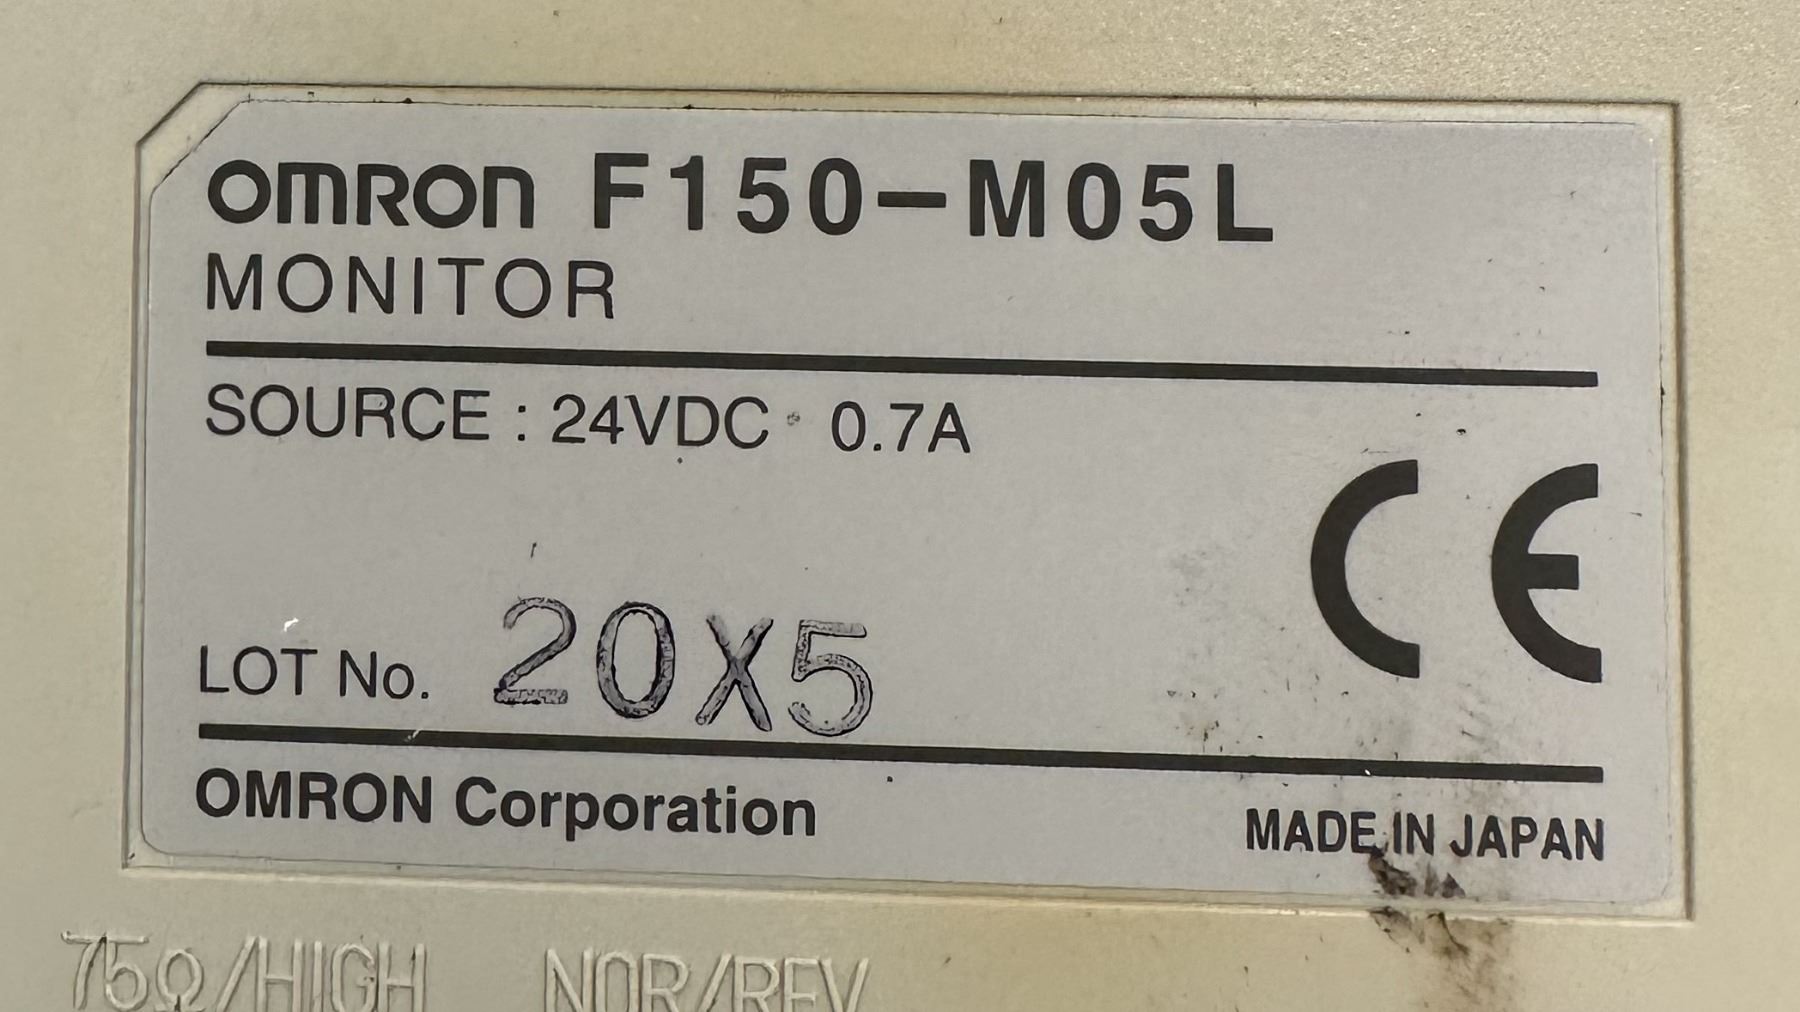 OMRON F150-M05L
MONITOR
SOURCE : 24VDC 0.7A
CE
LOT No. 20X5
OMRON Corporation
MADE IN JAPAN
75Ω/HIGH NOR/REV